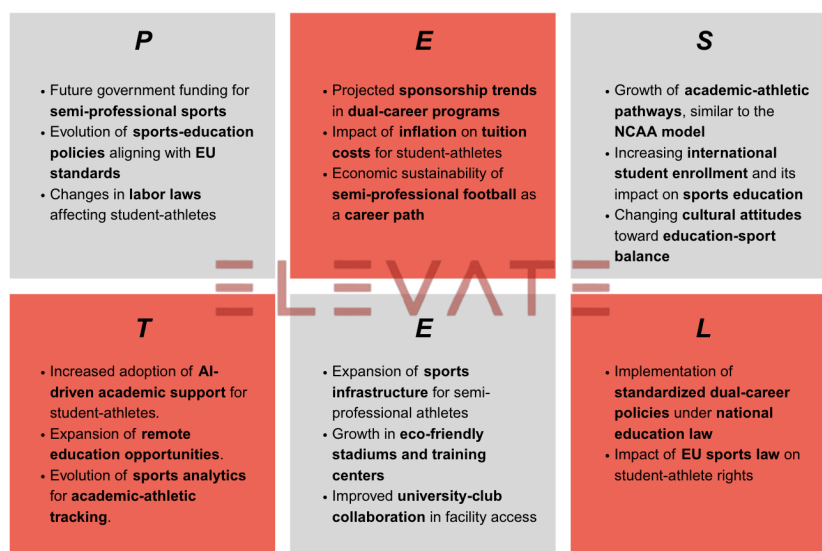 P
• Future government funding for
semi-professional sports
• Evolution of sports-education
policies aligning with EU
standards
• Changes in labor laws
affecting student-athletes
E
• Projected sponsorship trends
in dual-career programs
• Impact of inflation on tuition
costs for student-athletes
• Economic sustainability of
semi-professional football as
a career path
S
• Growth of academic-athletic
pathways, similar to the
NCAA model
• Increasing international
student enrollment and its
impact on sports education
• Changing cultural attitudes
toward education-sport
balance
ELEVATE
T
• Increased adoption of AI-
driven academic support for
student-athletes.
• Expansion of remote
education opportunities.
• Evolution of sports analytics
for academic-athletic
tracking.
E
• Expansion of sports
infrastructure for semi-
professional athletes
• Growth in eco-friendly
stadiums and training
centers
• Improved university-club
collaboration in facility access
L
• Implementation of
standardized dual-career
policies under national
education law
• Impact of EU sports law on
student-athlete rights